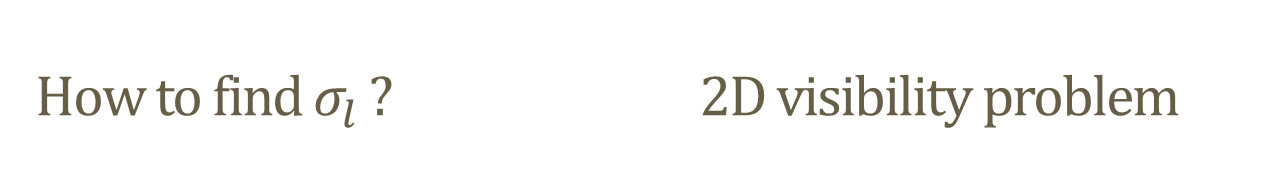 How to find σₗ ?
2D visibility problem